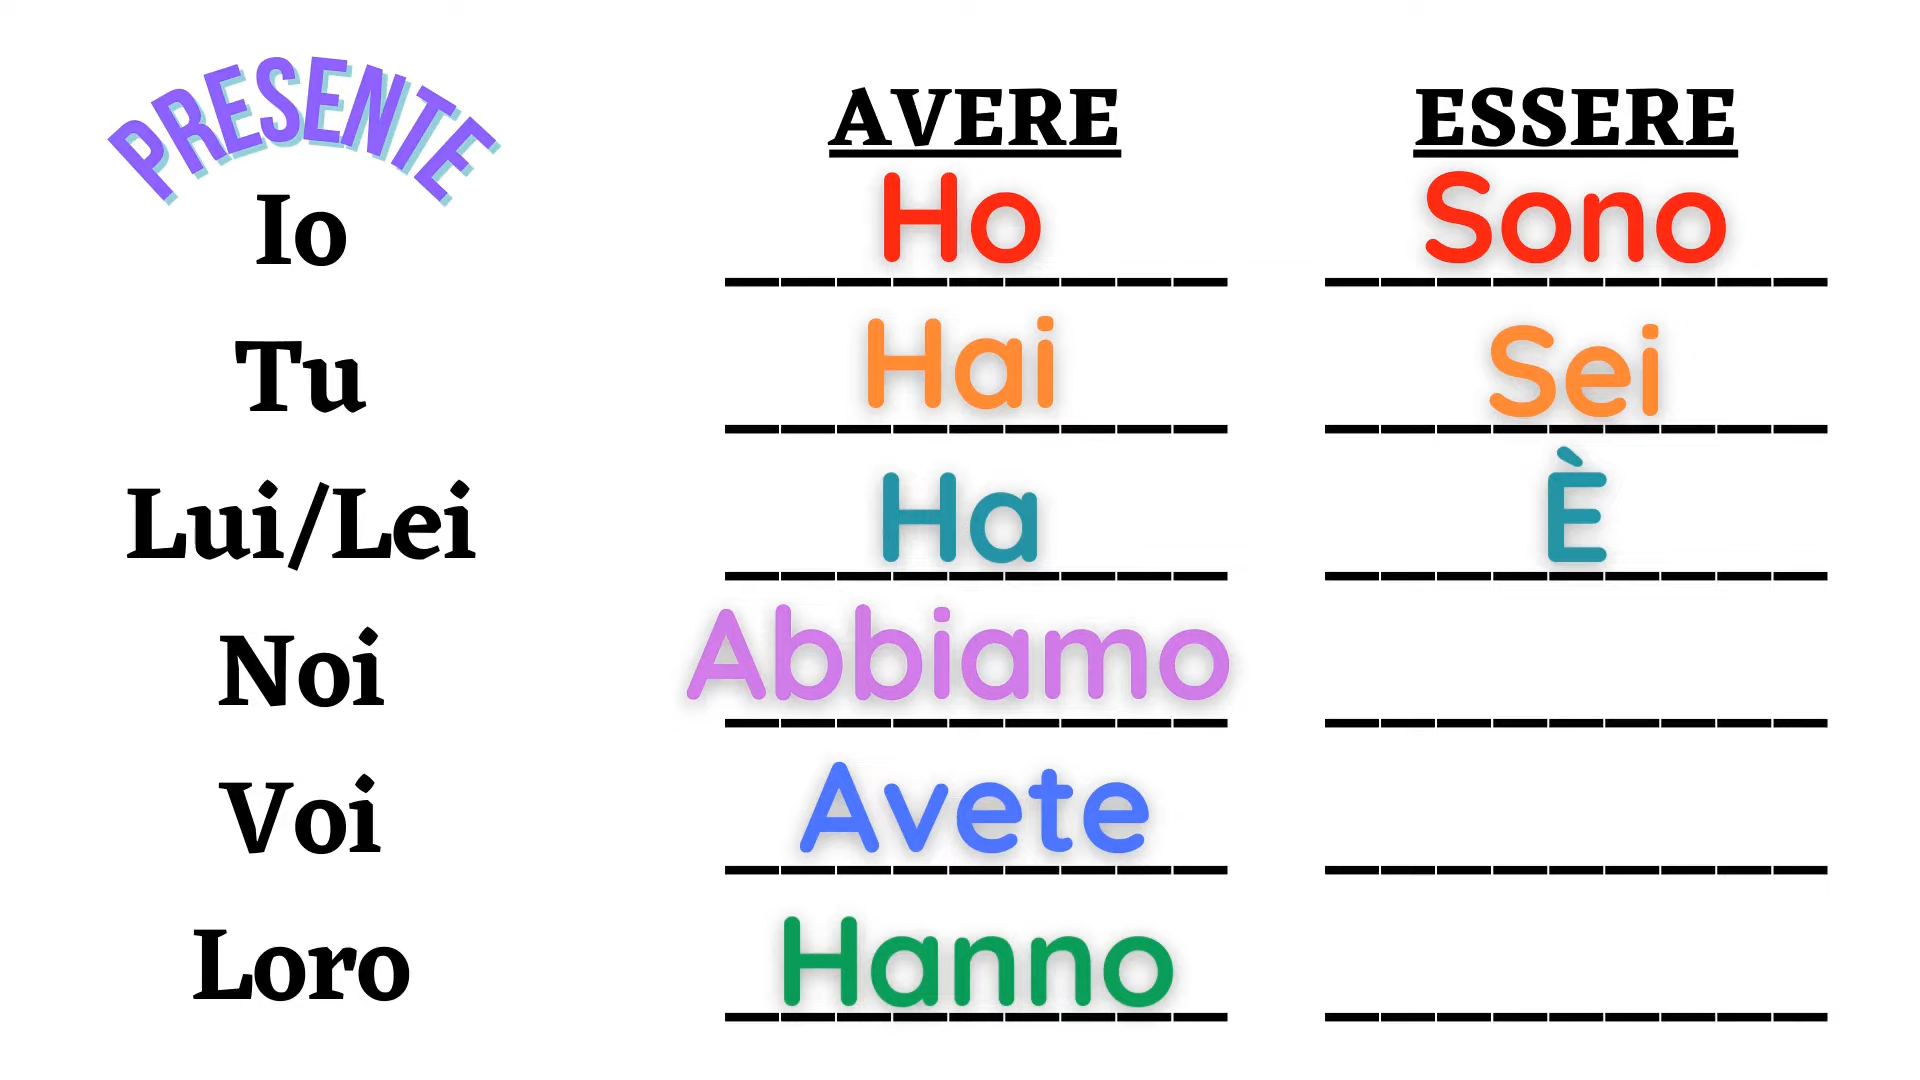 PRESENTE AVERE ESSERE
Io Ho Sono
Tu Hai Sei
Lui/Lei Ha È
Noi Abbiamo
Voi Avete
Loro Hanno